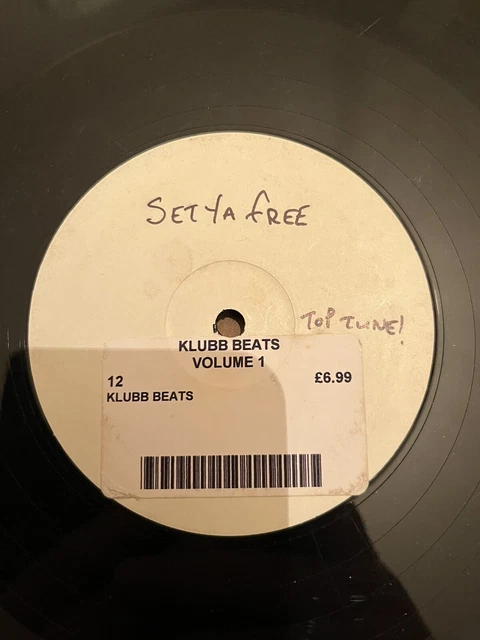 SET YA FREE
TOP TUNE!
KLUBB BEATS
VOLUME 1
12 £6.99
KLUBB BEATS